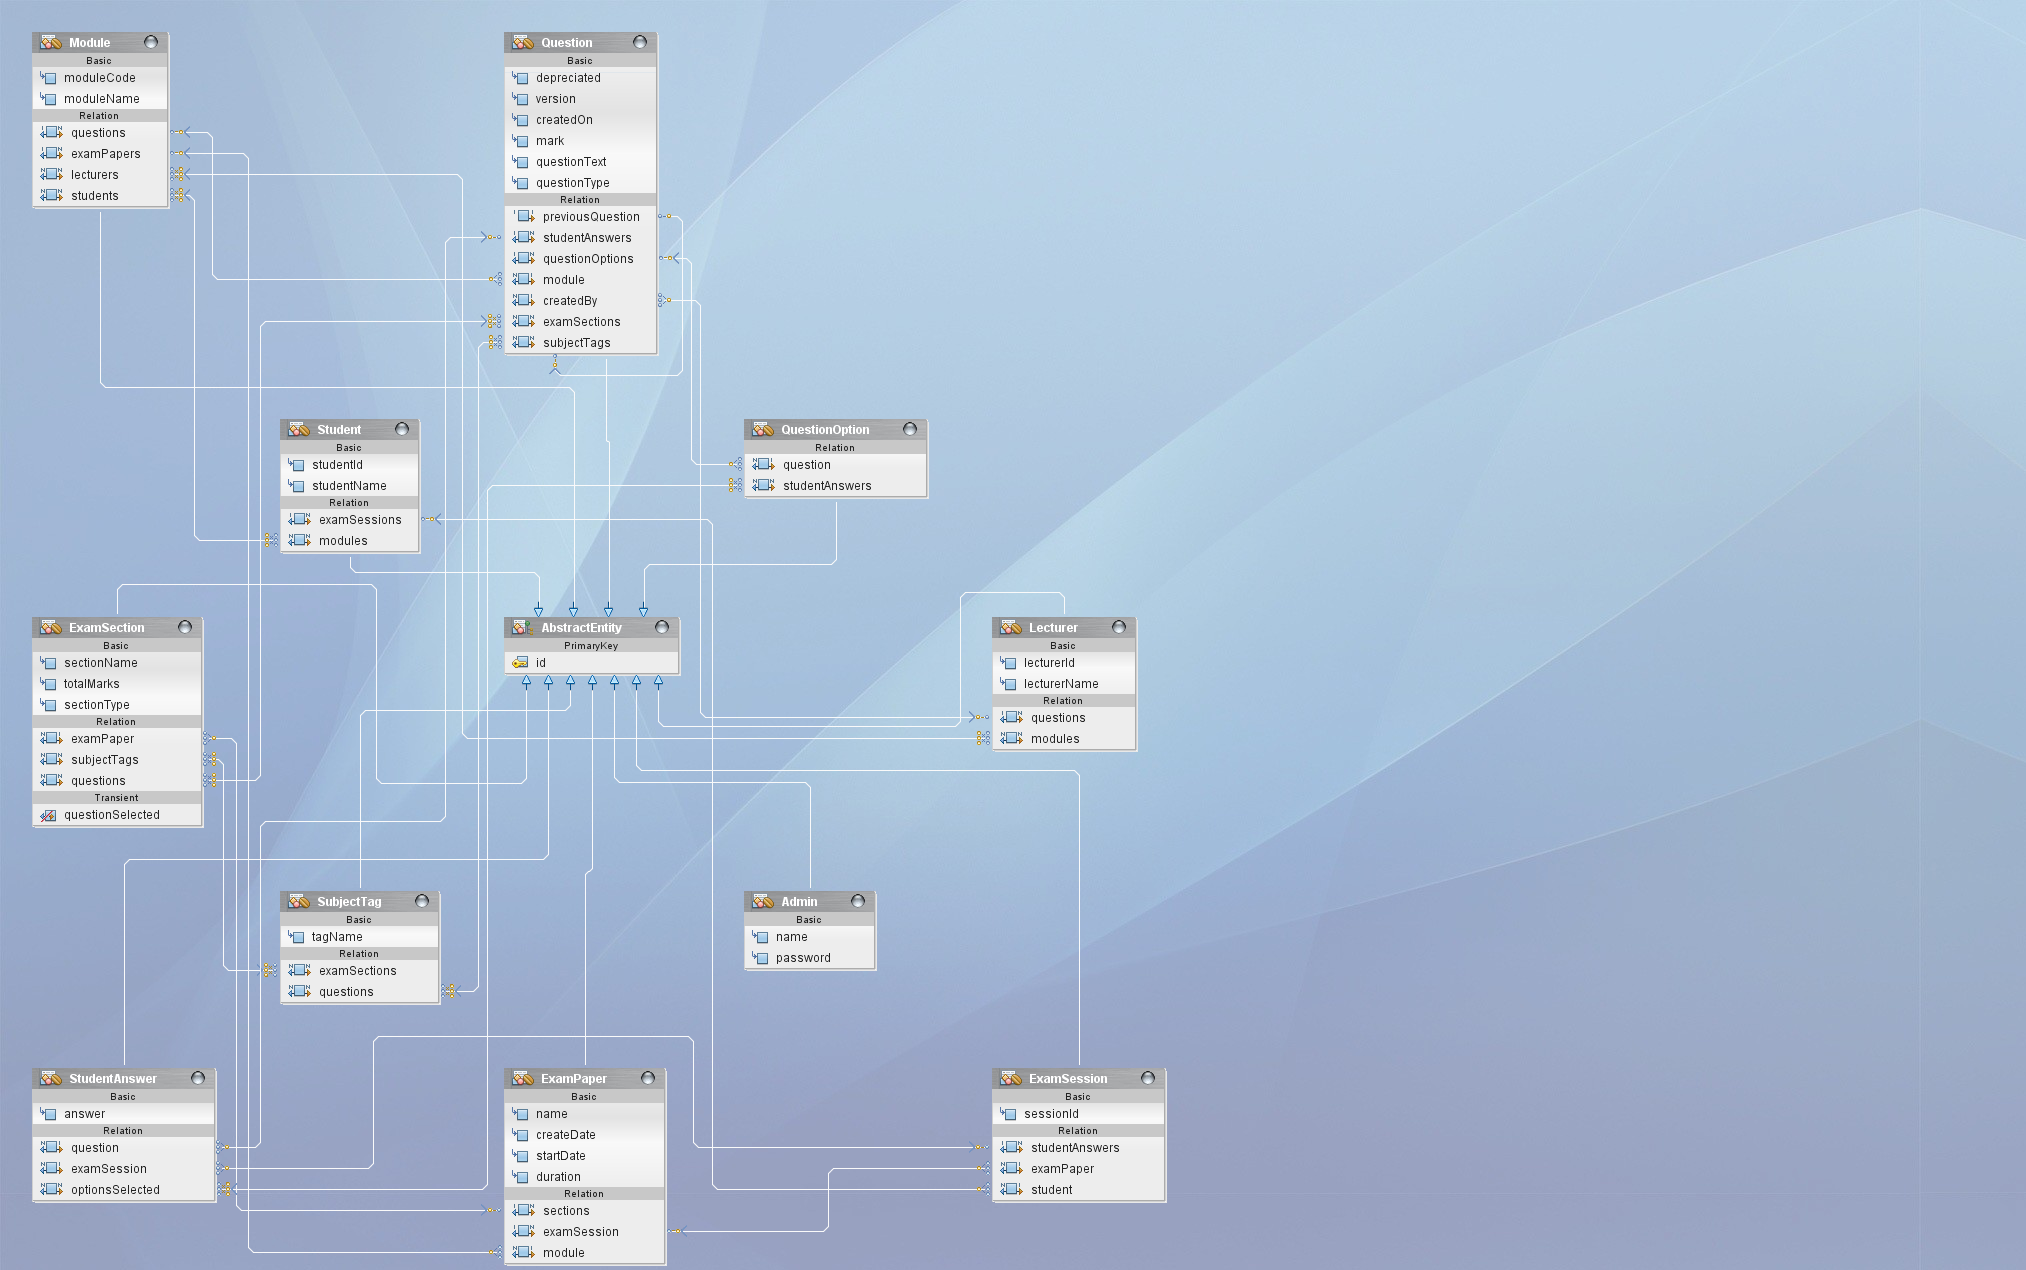 Module
Basic
moduleCode
moduleName
Relation
questions
examPapers
lecturers
students
Question
Basic
depreciated
version
createdOn
mark
questionText
questionType
Relation
previousQuestion
studentAnswers
questionOptions
module
createdBy
examSections
subjectTags
Student
Basic
studentId
studentName
Relation
examSessions
modules
QuestionOption
Relation
question
studentAnswers
ExamSection
Basic
sectionName
totalMarks
sectionType
Relation
examPaper
subjectTags
questions
Transient
questionSelected
AbstractEntity
PrimaryKey
id
Lecturer
Basic
lecturerId
lecturerName
Relation
questions
modules
SubjectTag
Basic
tagName
Relation
examSections
questions
Admin
Basic
name
password
StudentAnswer
Basic
answer
Relation
question
examSession
optionsSelected
ExamPaper
Basic
name
createDate
startDate
duration
Relation
sections
examSession
module
ExamSession
Basic
sessionId
Relation
studentAnswers
examPaper
student